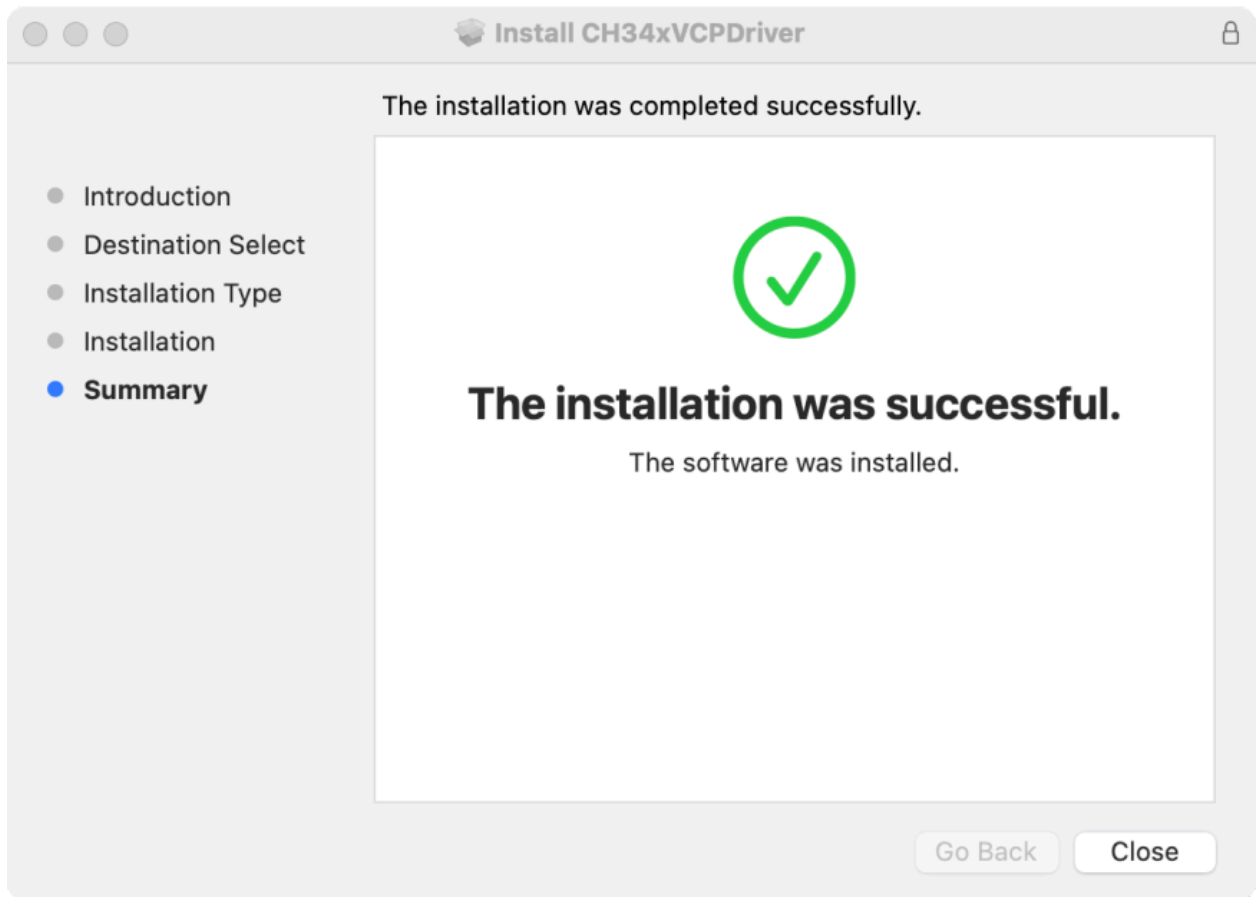 Install CH34xVCPDriver
The installation was completed successfully.
Introduction
Destination Select
Installation Type
Installation
Summary
The installation was successful.
The software was installed.
Go Back
Close